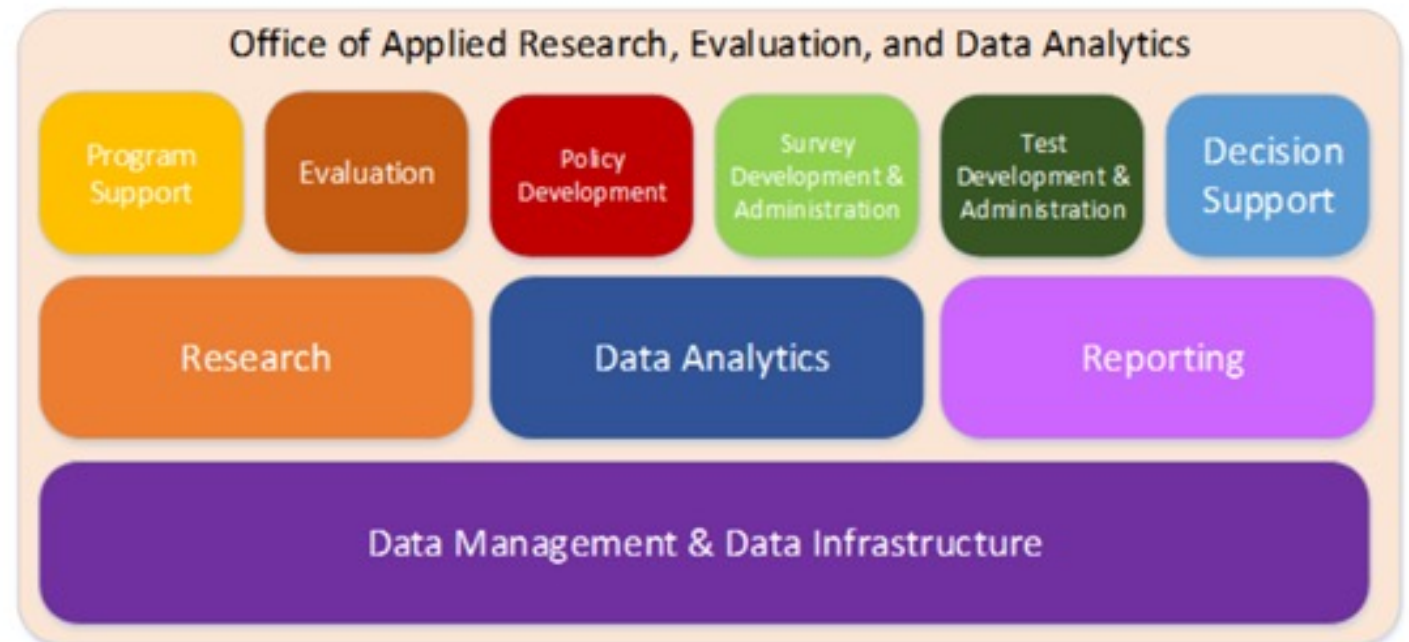 Office of Applied Research, Evaluation, and Data Analytics
Program
Support
Evaluation
Policy
Development
Survey
Development &
Administration
Test
Development &
Administration
Decision
Support
Research
Data Analytics
Reporting
Data Management & Data Infrastructure